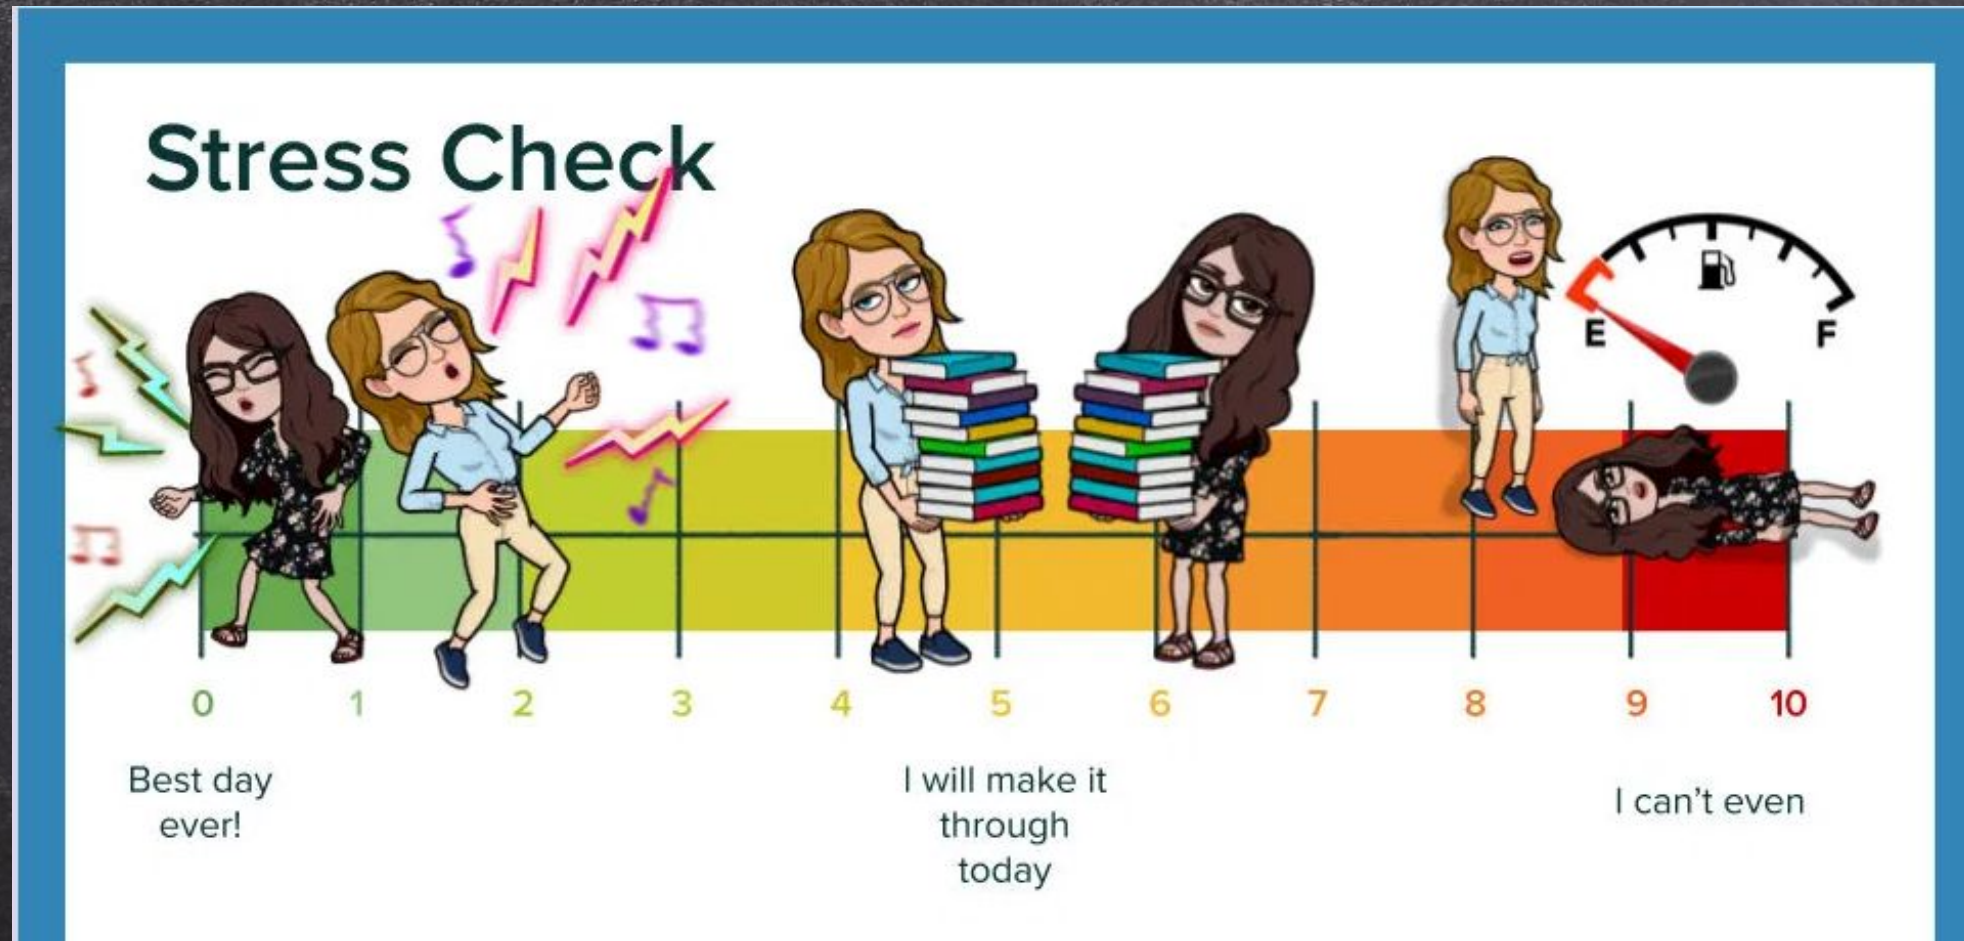 Stress Check
E F
0 1 2 3 4 5 6 7 8 9 10
Best day
ever!
I will make it
through
today
I can't even